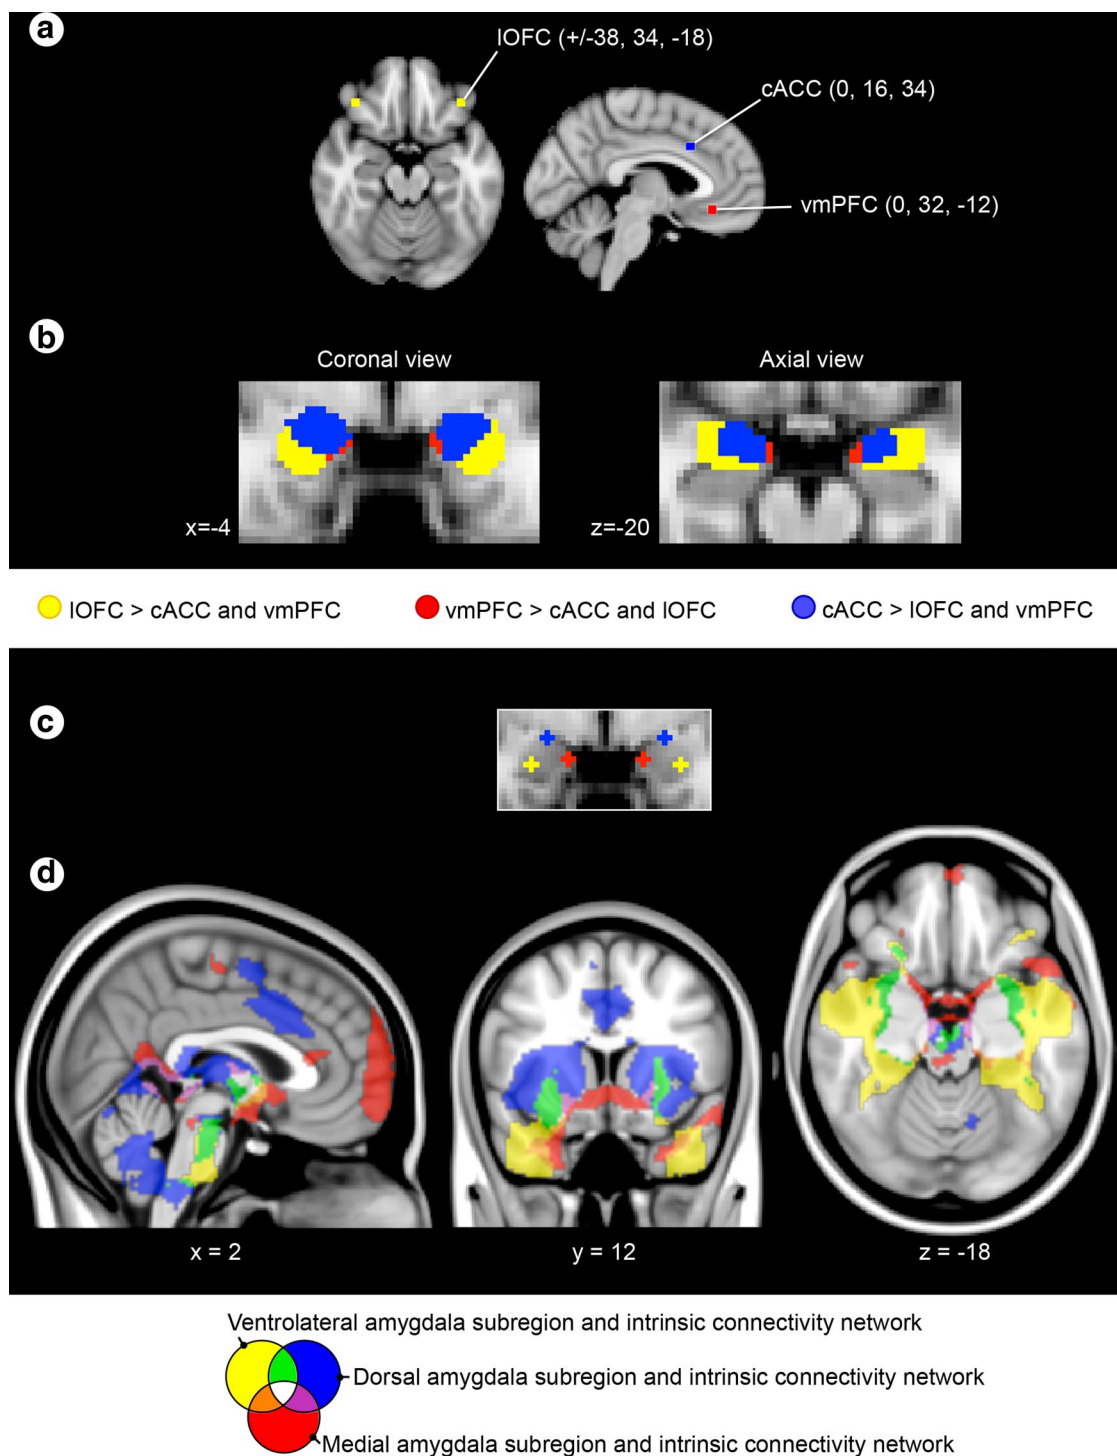 a
lOFC (+/-38, 34, -18)
cACC (0, 16, 34)
vmPFC (0, 32, -12)
b
Coronal view
Axial view
x=-4
z=-20
lOFC > cACC and vmPFC
vmPFC > cACC and lOFC
cACC > lOFC and vmPFC
c
d
x = 2
y = 12
z = -18
Ventrolateral amygdala subregion and intrinsic connectivity network
Dorsal amygdala subregion and intrinsic connectivity network
Medial amygdala subregion and intrinsic connectivity network